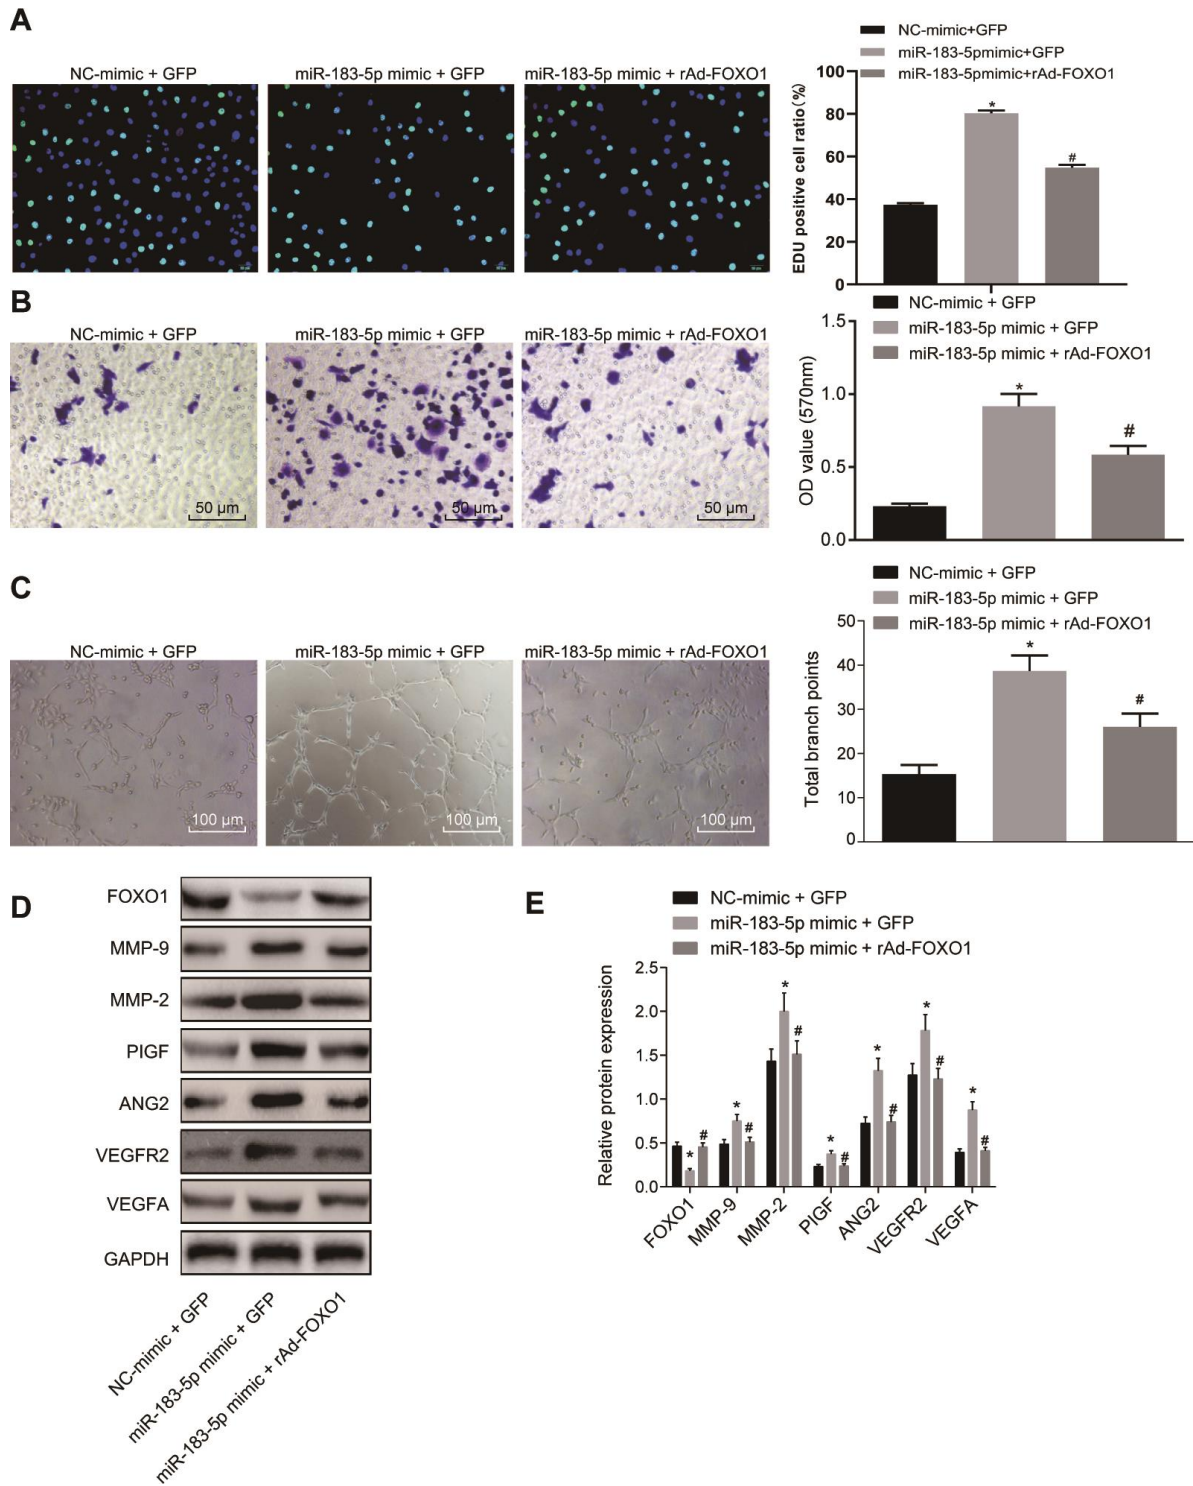 A
NC-mimic+GFP
miR-183-5pmimic+GFP
miR-183-5pmimic+rAd-FOXO1
NC-mimic + GFP
miR-183-5p mimic + GFP
miR-183-5p mimic + rAd-FOXO1
EDU positive cell ratio(%)
100
80
60
40
20
0
*
#
B
NC-mimic + GFP
miR-183-5p mimic + GFP
miR-183-5p mimic + rAd-FOXO1
NC-mimic + GFP
miR-183-5p mimic + GFP
miR-183-5p mimic + rAd-FOXO1
50 µm
50 µm
50 µm
OD value (570nm)
1.5
1.0
0.5
0.0
*
#
C
NC-mimic + GFP
miR-183-5p mimic + GFP
miR-183-5p mimic + rAd-FOXO1
NC-mimic + GFP
miR-183-5p mimic + GFP
miR-183-5p mimic + rAd-FOXO1
100 µm
100 µm
100 µm
Total branch points
50
40
30
20
10
0
*
#
D
FOXO1
MMP-9
MMP-2
PIGF
ANG2
VEGFR2
VEGFA
GAPDH
NC-mimic + GFP
miR-183-5p mimic + GFP
miR-183-5p mimic + rAd-FOXO1
E
NC-mimic + GFP
miR-183-5p mimic + GFP
miR-183-5p mimic + rAd-FOXO1
Relative protein expression
2.5
2.0
1.5
1.0
0.5
0.0
* #
* #
* #
* #
* #
* #
* #
FOXO1
MMP-9
MMP-2
PIGF
ANG2
VEGFR2
VEGFA